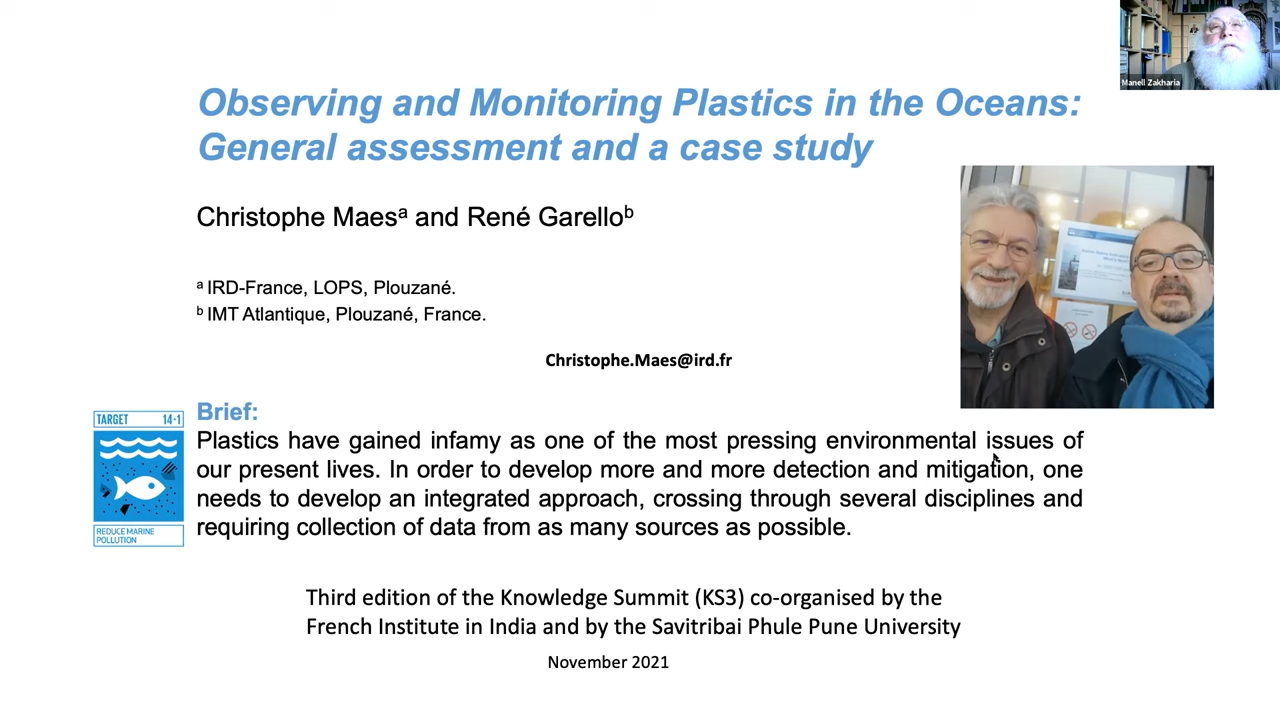 Manell Zakharia
Observing and Monitoring Plastics in the Oceans:
General assessment and a case study
Christophe Maesᵃ and René Garelloᵇ
ᵃ IRD-France, LOPS, Plouzané.
ᵇ IMT Atlantique, Plouzané, France.
Christophe.Maes@ird.fr
TARGET 14·1
REDUCE MARINE
POLLUTION
Brief:
Plastics have gained infamy as one of the most pressing environmental issues of
our present lives. In order to develop more and more detection and mitigation, one
needs to develop an integrated approach, crossing through several disciplines and
requiring collection of data from as many sources as possible.
Third edition of the Knowledge Summit (KS3) co-organised by the
French Institute in India and by the Savitribai Phule Pune University
November 2021